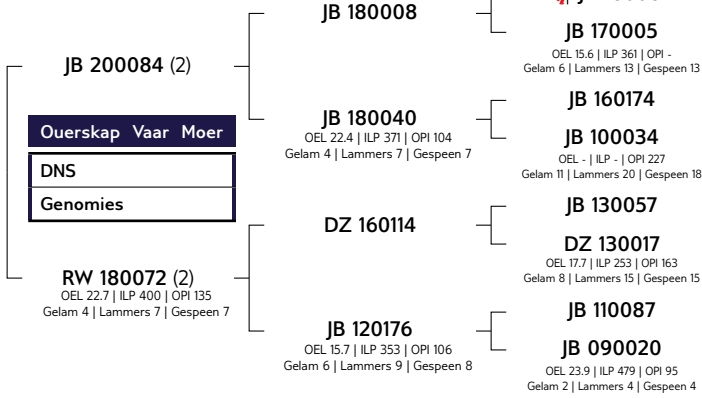 JB 180008
JB 170005
OEL 15.6 | ILP 361 | OPI -
Gelam 6 | Lammers 13 | Gespeen 13
JB 200084 (2)
JB 180040
OEL 22.4 | ILP 371 | OPI 104
Gelam 4 | Lammers 7 | Gespeen 7
JB 160174
JB 100034
OEL - | ILP - | OPI 227
Gelam 11 | Lammers 20 | Gespeen 18
Ouerskap Vaar Moer
DNS
Genomies
RW 180072 (2)
OEL 22.7 | ILP 400 | OPI 135
Gelam 4 | Lammers 7 | Gespeen 7
DZ 160114
JB 130057
DZ 130017
OEL 17.7 | ILP 253 | OPI 163
Gelam 8 | Lammers 15 | Gespeen 15
JB 120176
OEL 15.7 | ILP 353 | OPI 106
Gelam 6 | Lammers 9 | Gespeen 8
JB 110087
JB 090020
OEL 23.9 | ILP 479 | OPI 95
Gelam 2 | Lammers 4 | Gespeen 4